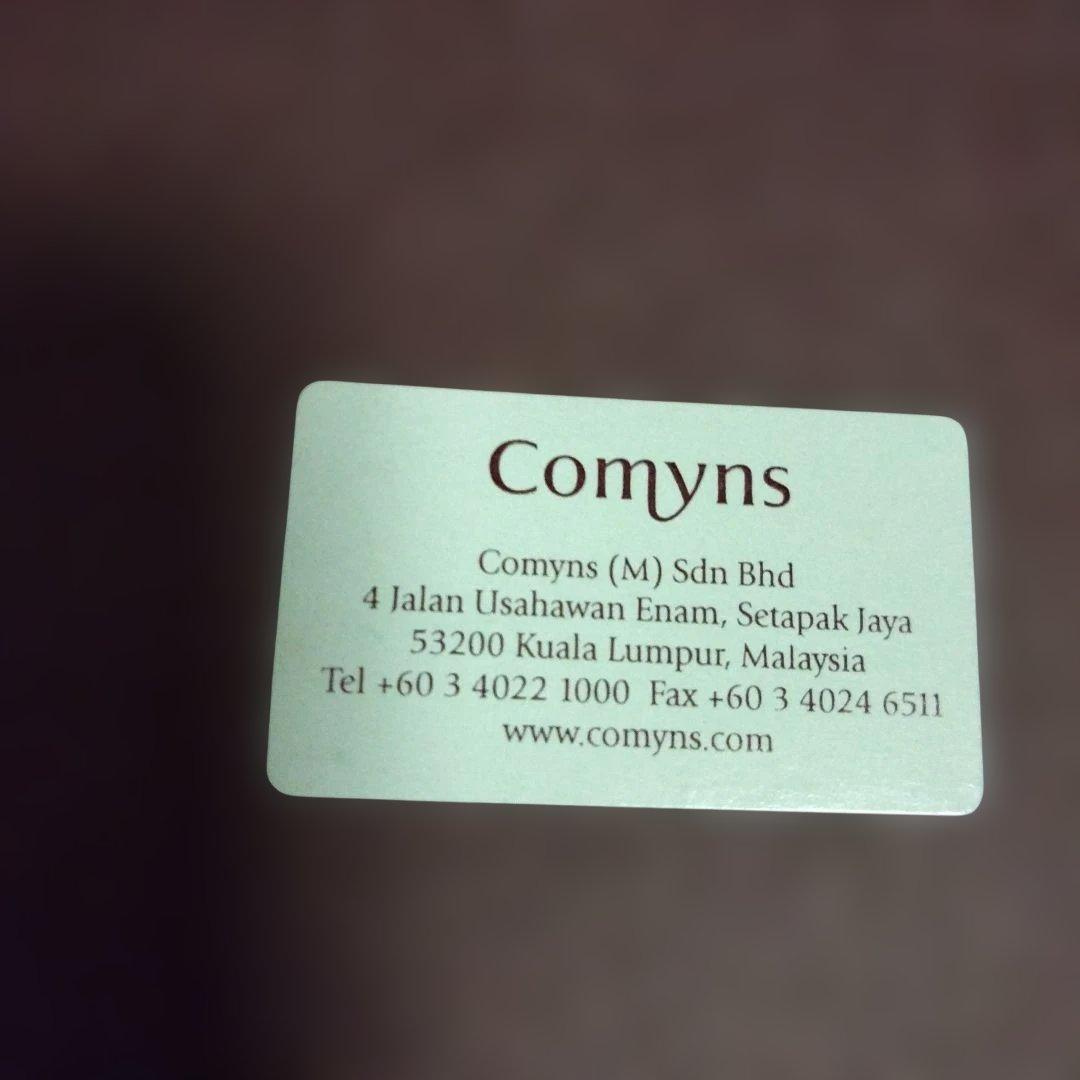 Comyns
Comyns (M) Sdn Bhd
4 Jalan Usahawan Enam, Setapak Jaya
53200 Kuala Lumpur, Malaysia
Tel +60 3 4022 1000 Fax +60 3 4024 6511
www.comyns.com